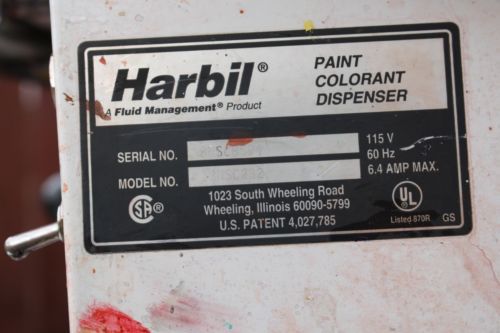 Harbil®
A Fluid Management® Product
PAINT
COLORANT
DISPENSER
SERIAL NO.
MODEL NO.
115 V
60 Hz
6.4 AMP MAX.
1023 South Wheeling Road
Wheeling, Illinois 60090-5799
U.S. PATENT 4,027,785
SA ®
UL ®
Listed 870R
GS